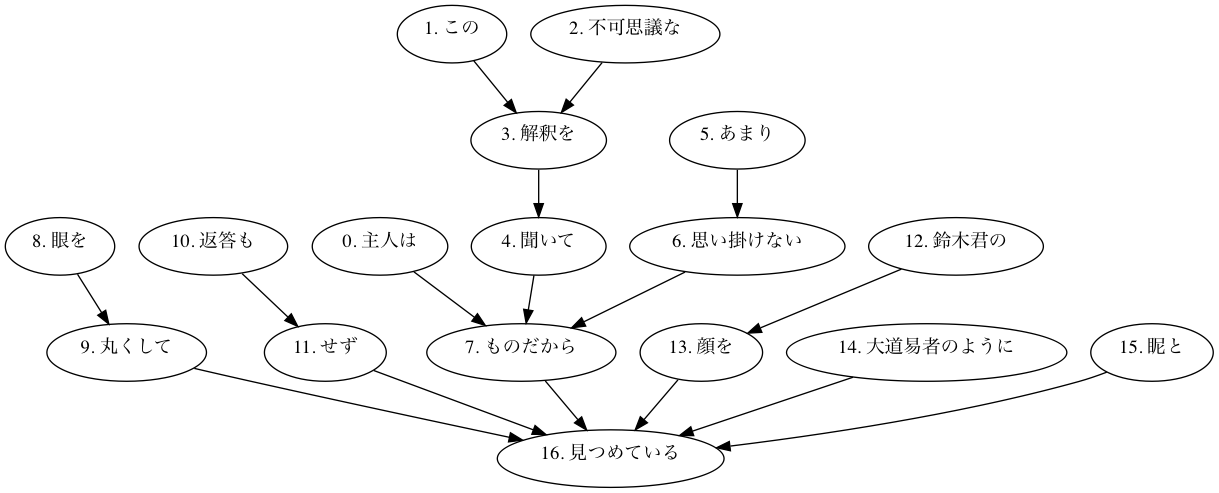 1. この
2. 不可思議な
3. 解釈を
5. あまり
8. 眼を
10. 返答も
0. 主人は
4. 聞いて
6. 思い掛けない
12. 鈴木君の
9. 丸くして
11. せず
7. ものだから
13. 顔を
14. 大道易者のように
15. 眤と
16. 見つめている